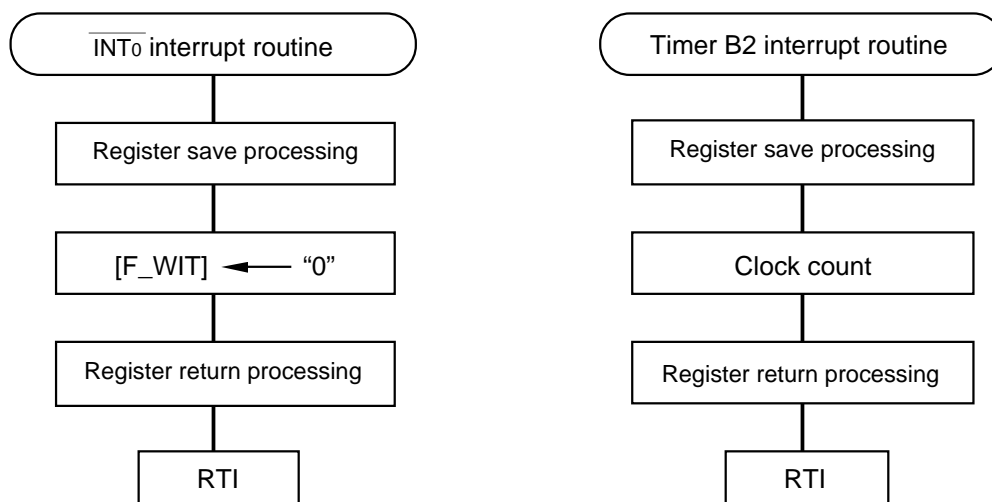 INT0 interrupt routine
Register save processing
[F_WIT] “0”
Register return processing
RTI
Timer B2 interrupt routine
Register save processing
Clock count
Register return processing
RTI